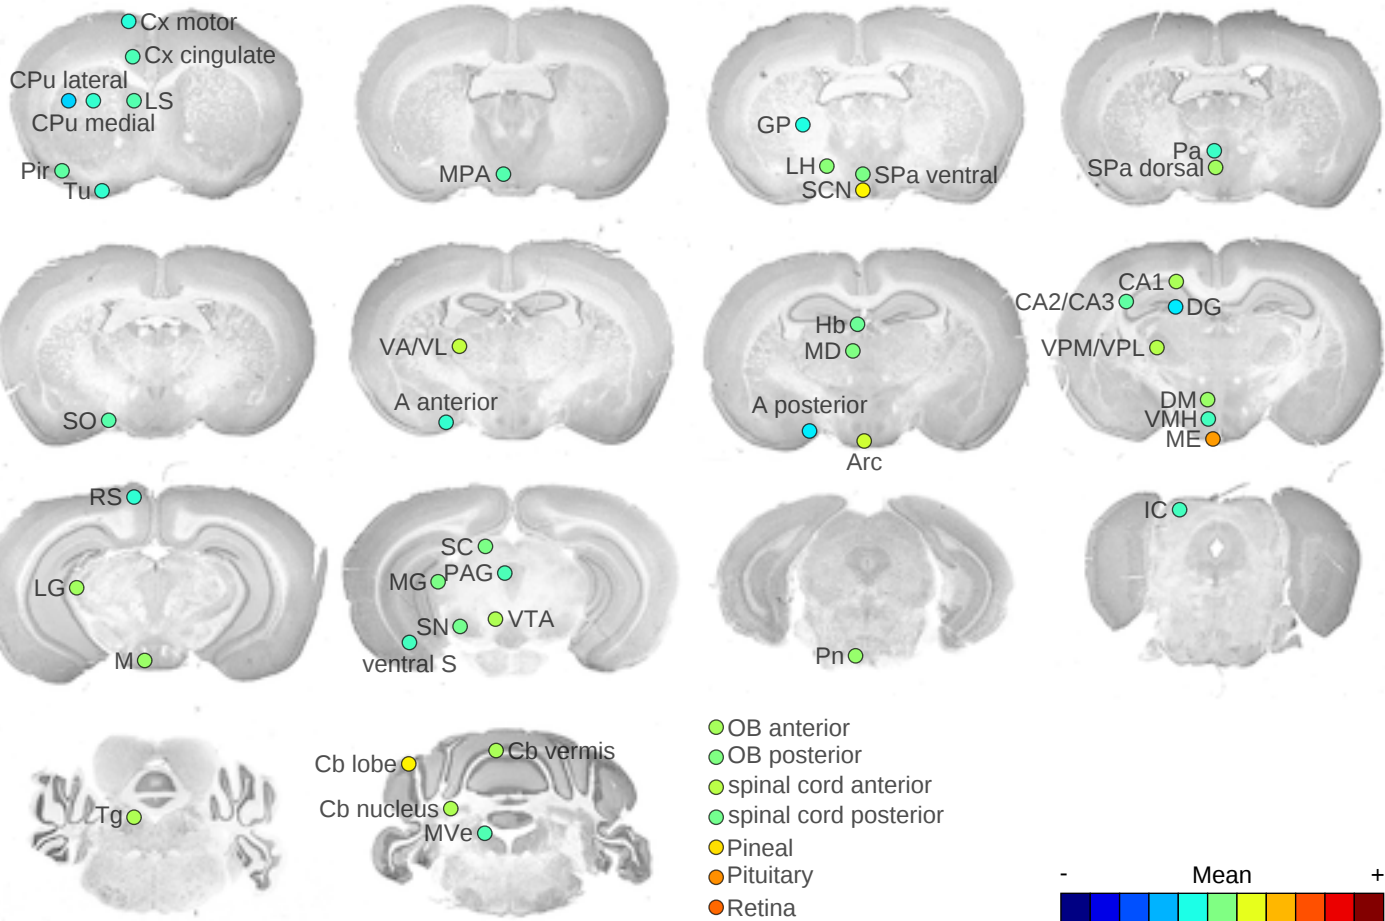 Cx motor
Cx cingulate
CPu lateral
LS
CPu medial
Pir
Tu
MPA
GP
LH
SPa ventral
SCN
Pa
SPa dorsal
SO
VA/VL
A anterior
Hb
MD
A posterior
Arc
CA1
CA2/CA3
DG
VPM/VPL
DM
VMH
ME
RS
LG
M
SC
MG
PAG
SN
VTA
ventral S
Pn
IC
Tg
Cb lobe
Cb vermis
Cb nucleus
MVe
OB anterior
OB posterior
spinal cord anterior
spinal cord posterior
Pineal
Pituitary
Retina
- Mean +